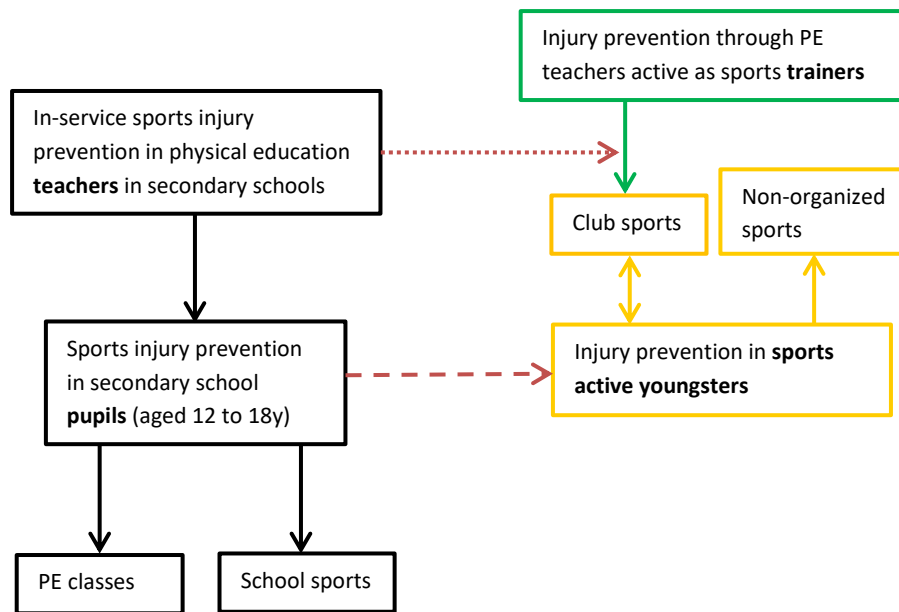 Injury prevention through PE
teachers active as sports trainers
In-service sports injury
prevention in physical education
teachers in secondary schools
Club sports
Non-organized
sports
Sports injury prevention
in secondary school
pupils (aged 12 to 18y)
Injury prevention in sports
active youngsters
PE classes
School sports